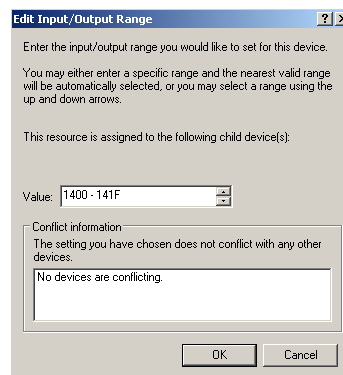 Edit Input/Output Range
Enter the input/output range you would like to set for this device.
You may either enter a specific range and the nearest valid range
will be automatically selected, or you may select a range using the
up and down arrows.
This resource is assigned to the following child device(s):
Value: 1400 - 141F
Conflict information
The setting you have chosen does not conflict with any other
devices.
No devices are conflicting.
OK Cancel